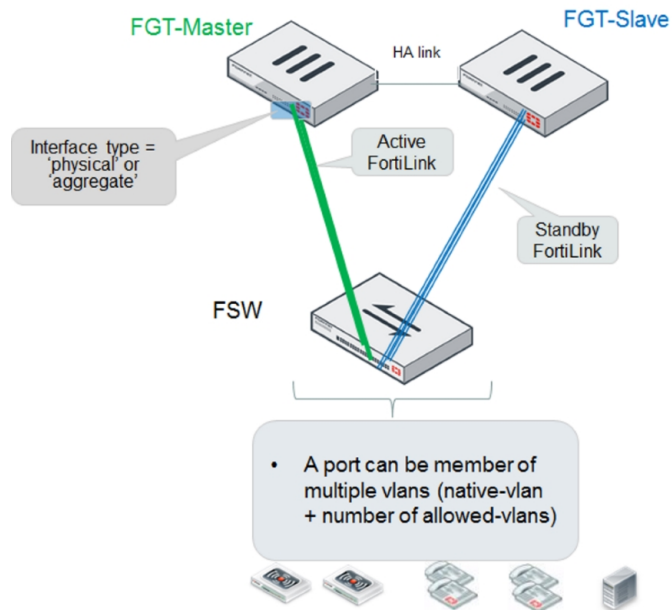 FGT-Master
FGT-Slave
HA link
Interface type =
‘physical’ or
‘aggregate’
Active
FortiLink
Standby
FortiLink
FSW
• A port can be member of
multiple vlans (native-vlan
+ number of allowed-vlans)